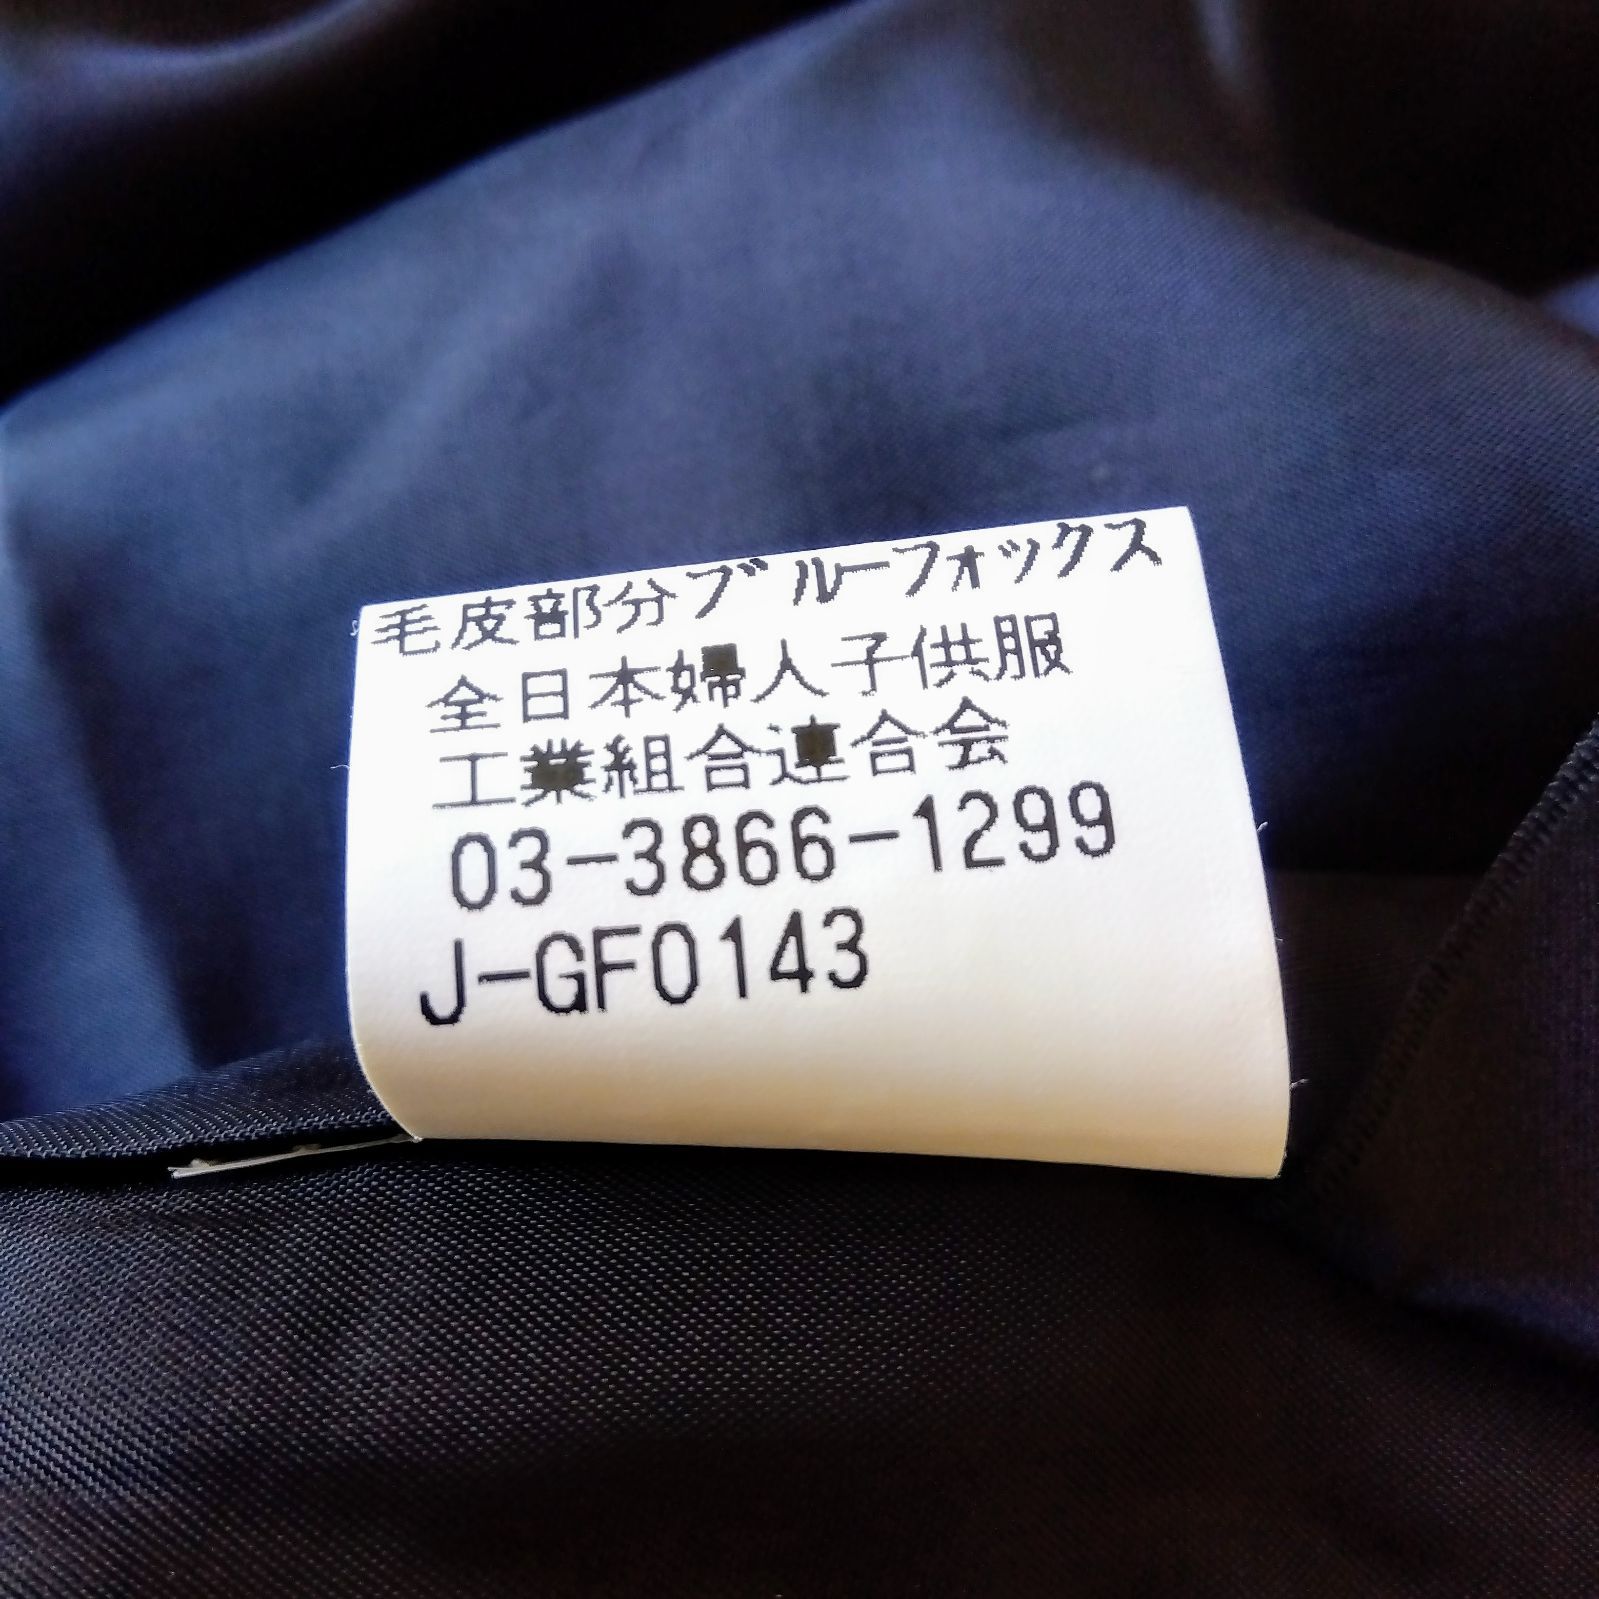 毛皮部分ブルーフォックス
全日本婦人子供服
工業組合連合会
03-3866-1299
J-GF0143